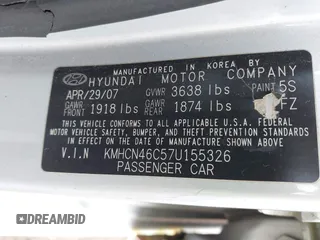 MANUFACTURED IN KOREA BY
HYUNDAI MOTOR COMPANY
APR/29/07 GVWR 3638 lbs PAINT 5S
GAWR FRONT 1918 lbs GAWR REAR 1874 lbs FZ
THIS VEHICLE CONFORMS TO ALL APPLICABLE
U.S. FEDERAL MOTOR VEHICLE
SAFETY, BUMPER, AND THEFT PREVENTION STANDARDS
IN EFFECT ON THE DATE OF MANUFACTURE
SHOWN ABOVE
V.I.N KMHCN46C57U155326
PASSENGER CAR
DREAMBID